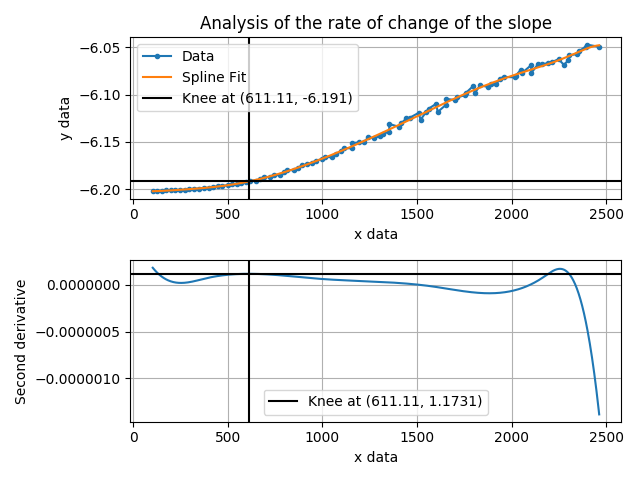 Analysis of the rate of change of the slope
Data
Spline Fit
Knee at (611.11, -6.191)
y data
−6.05
−6.10
−6.15
−6.20
0 500 1000 1500 2000 2500
x data
Second derivative
0.0000000
−0.0000005
−0.0000010
Knee at (611.11, 1.1731)
0 500 1000 1500 2000 2500
x data